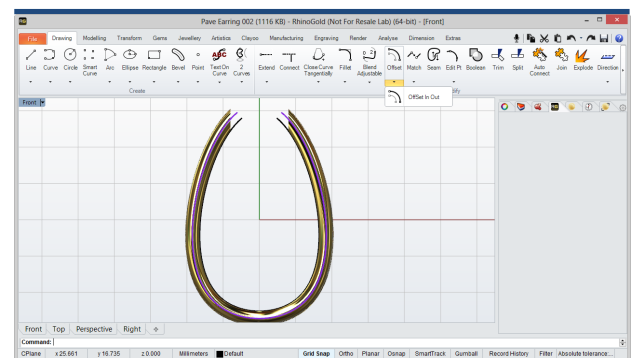 Pave Earring 002 (1116 KB) - RhinoGold (Not For Resale Lab) (64-bit) - [Front]
File Drawing Modelling Transform Gems Jewellery Artistics Clayoo Manufacturing Engraving Render Analyse Dimension Extras
Line Curve Circle Smart Curve Arc Ellipse Rectangle Bevel Point Text On Curve 2 Curves Extend Connect Close Curve Tangentially Fillet Blend Adjustable Offset Match Seam Edit Pt Boolean Trim Split Auto Connect Join Explode Direction
ABC
Create
OffSet In Out
Front
Front Top Perspective Right
Command:
CPlane x 25.661 y 16.735 z 0.000 Millimeters Default Grid Snap Ortho Planar Osnap SmartTrack Gumball Record History Filter Absolute tolerance:...